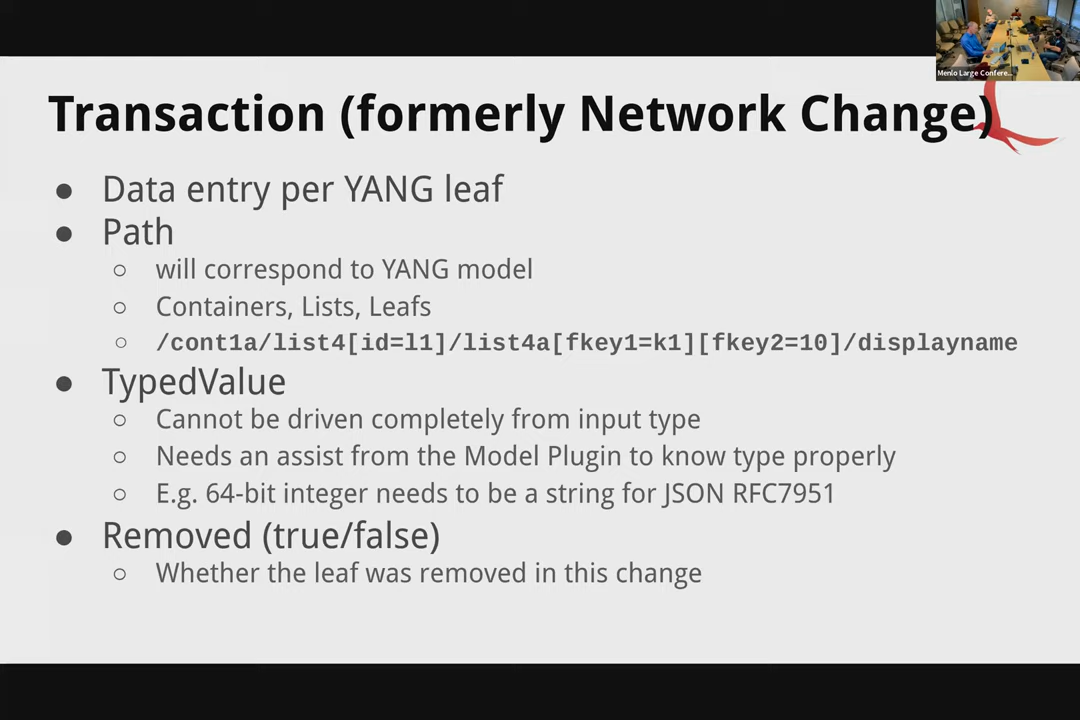 Menlo Large Confere...
Transaction (formerly Network Change)
● Data entry per YANG leaf
● Path
○ will correspond to YANG model
○ Containers, Lists, Leafs
○ /cont1a/list4[id=l1]/list4a[fkey1=k1][fkey2=10]/displayname
● TypedValue
○ Cannot be driven completely from input type
○ Needs an assist from the Model Plugin to know type properly
○ E.g. 64-bit integer needs to be a string for JSON RFC7951
● Removed (true/false)
○ Whether the leaf was removed in this change